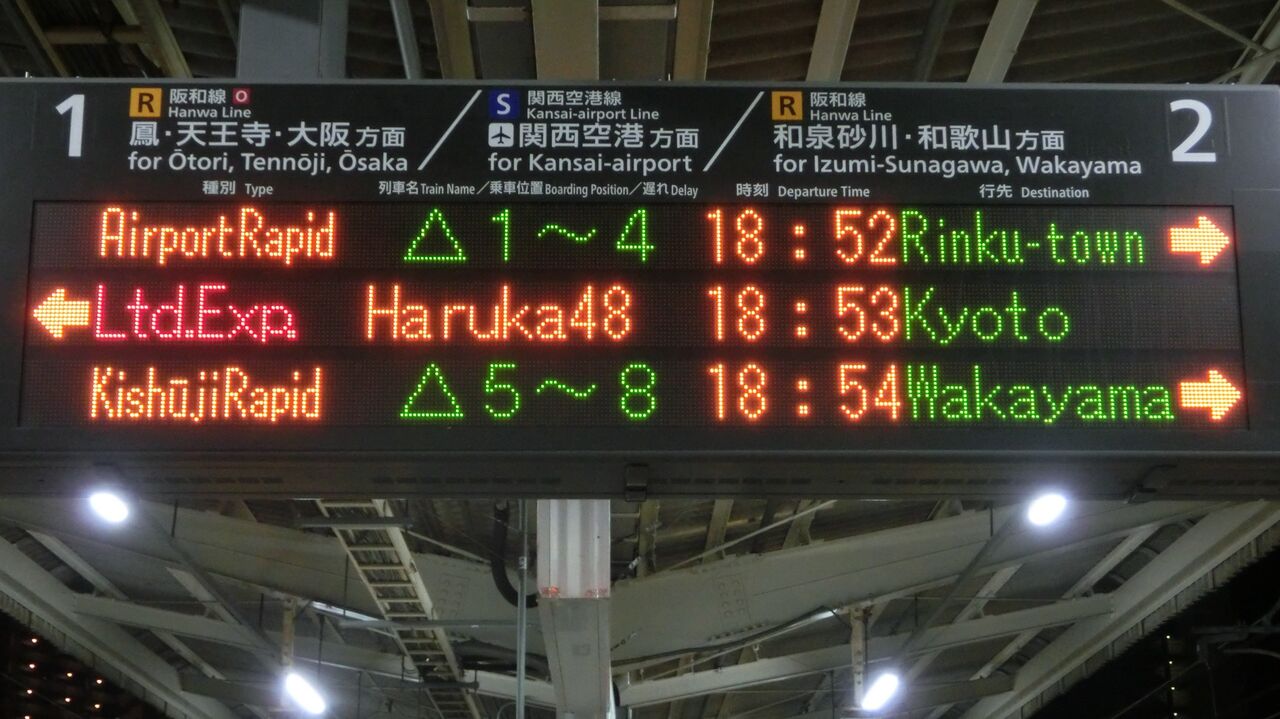 1
R 阪和線 O
Hanwa Line
鳳・天王寺・大阪 方面
for Ōtori, Tennōji, Ōsaka
S 関西空港線
Kansai-airport Line
関西空港 方面
for Kansai-airport
R 阪和線
Hanwa Line
和泉砂川・和歌山 方面
for Izumi-Sunagawa, Wakayama
2
種別 Type 列車名 Train Name／乗車位置 Boarding Position／遅れ Delay 時刻 Departure Time 行先 Destination
AirportRapid △1～4 18:52 Rinku-town →
← Ltd.Exp. Haruka48 18:53 Kyoto
KishūjiRapid △5～8 18:54 Wakayama →